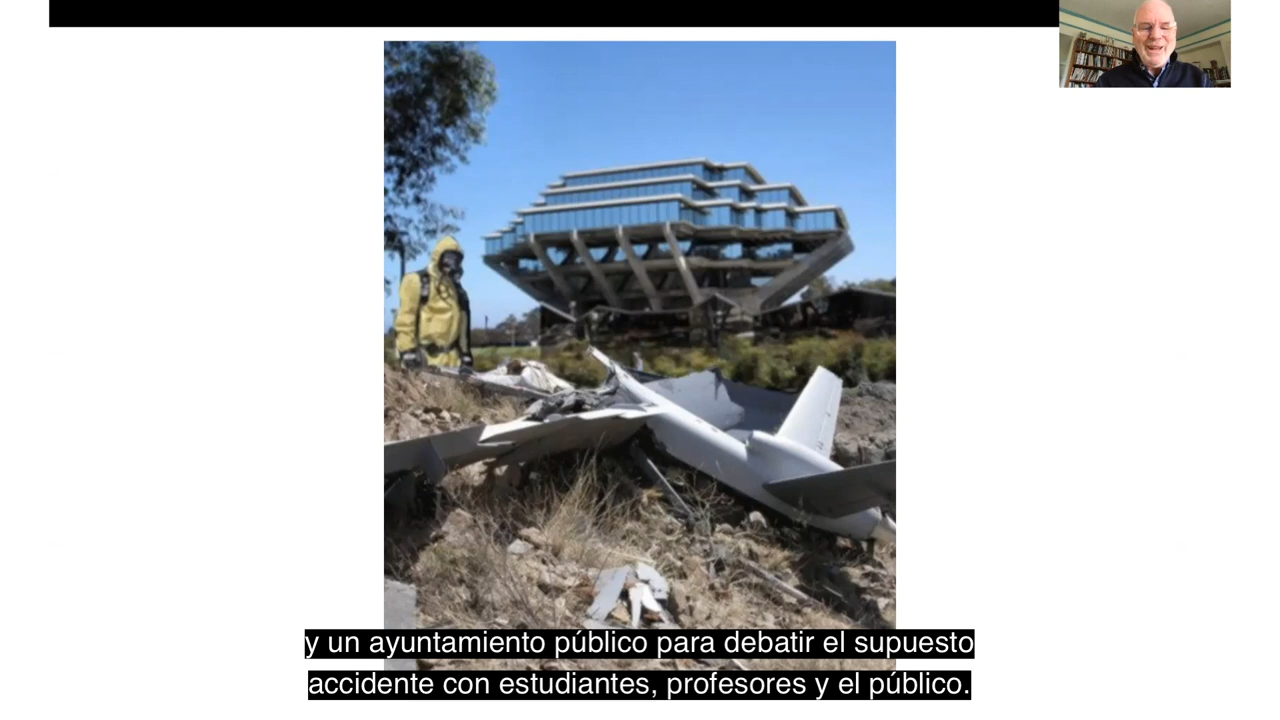 y un ayuntamiento público para debatir el supuesto
accidente con estudiantes, profesores y el público.